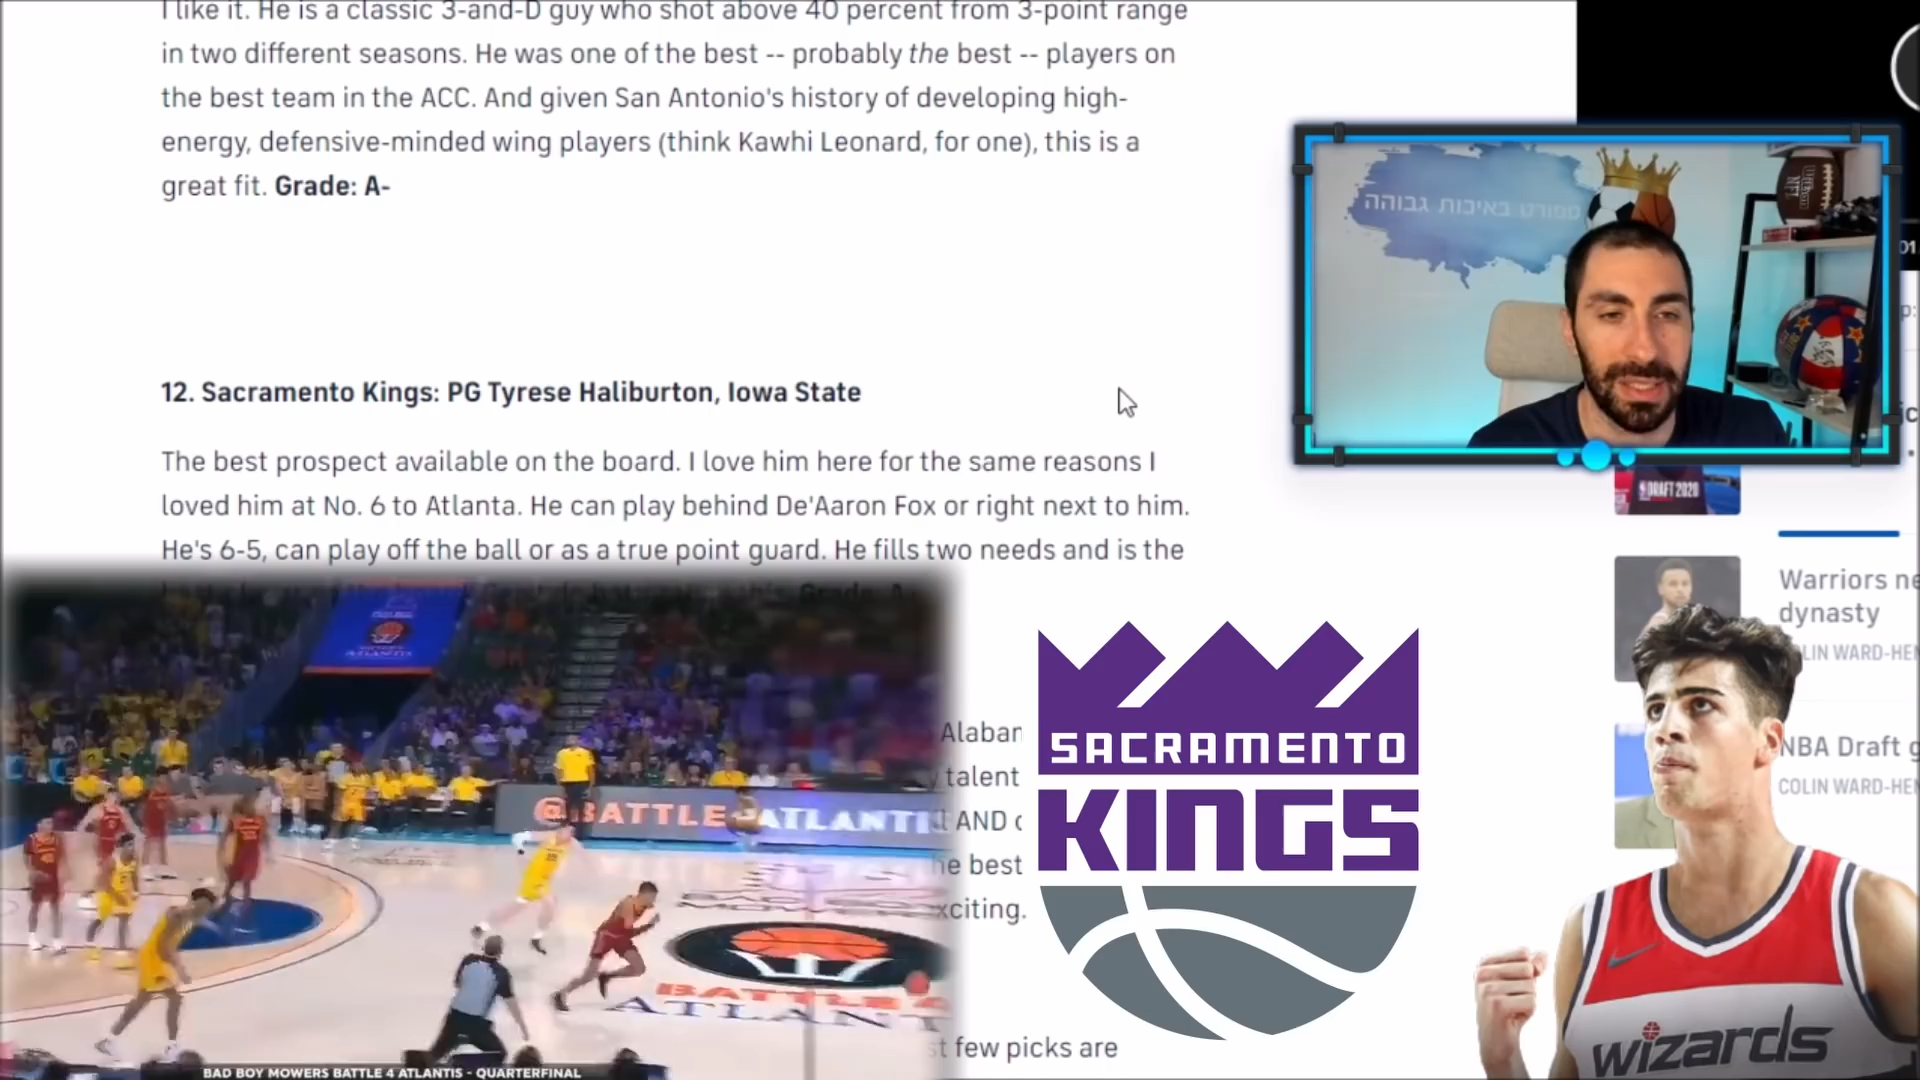 I like it. He is a classic 3-and-D guy who shot above 40 percent from 3-point range
in two different seasons. He was one of the best -- probably the best -- players on
the best team in the ACC. And given San Antonio's history of developing high-
energy, defensive-minded wing players (think Kawhi Leonard, for one), this is a
great fit. Grade: A-
ספורט באיכות גבוהה
12. Sacramento Kings: PG Tyrese Haliburton, Iowa State
The best prospect available on the board. I love him here for the same reasons I
loved him at No. 6 to Atlanta. He can play behind De'Aaron Fox or right next to him.
He's 6-5, can play off the ball or as a true point guard. He fills two needs and is the
DRAFT 2020
Warriors ne
dynasty
LIN WARD-HEN
NBA Draft g
COLIN WARD-HEN
talent
AND
he best
xciting.
t few picks are
SACRAMENTO
KINGS
@BATTLE4ATLANTI
BATTLE 4
ATLANT
BAD BOY MOWERS BATTLE 4 ATLANTIS - QUARTERFINAL
wizards